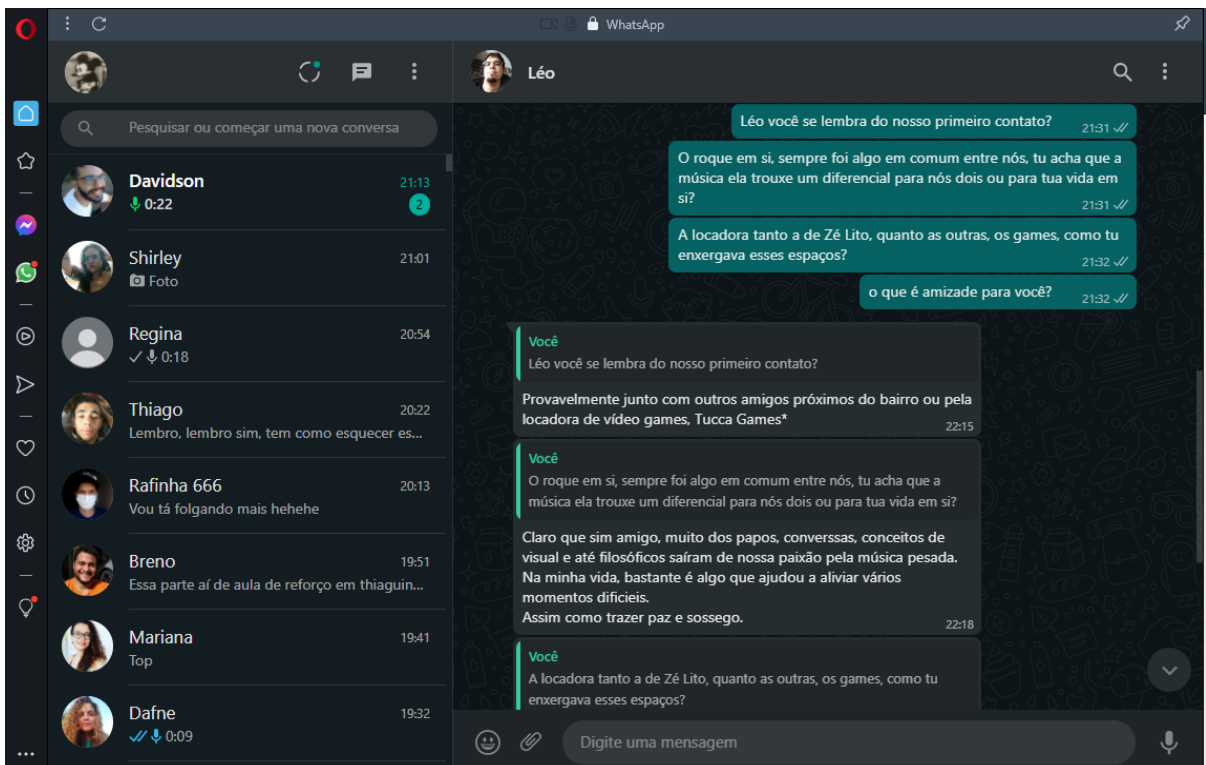 WhatsApp
Pesquisar ou começar uma nova conversa
Davidson
21:13
0:22
2
Shirley
21:01
Foto
Regina
20:54
0:18
Thiago
20:22
Lembro, lembro sim, tem como esquecer es...
Rafinha 666
20:13
Vou tá folgando mais hehehe
Breno
19:51
Essa parte aí de aula de reforço em thiaguin...
Mariana
19:41
Top
Dafne
19:32
0:09
Léo
Léo você se lembra do nosso primeiro contato?
21:31
O roque em si, sempre foi algo em comum entre nós, tu acha que a
música ela trouxe um diferencial para nós dois ou para tua vida em
si?
21:31
A locadora tanto a de Zé Lito, quanto as outras, os games, como tu
enxergava esses espaços?
21:32
o que é amizade para você?
21:32
Você
Léo você se lembra do nosso primeiro contato?
Provavelmente junto com outros amigos próximos do bairro ou pela
locadora de vídeo games, Tucca Games*
22:15
Você
O roque em si, sempre foi algo em comum entre nós, tu acha que a
música ela trouxe um diferencial para nós dois ou para tua vida em si?
Claro que sim amigo, muito dos papos, converssas, conceitos de
visual e até filosóficos saíram de nossa paixão pela música pesada.
Na minha vida, bastante é algo que ajudou a aliviar vários
momentos dificieis.
Assim como trazer paz e sossego.
22:18
Você
A locadora tanto a de Zé Lito, quanto as outras, os games, como tu
enxergava esses espaços?
Digite uma mensagem